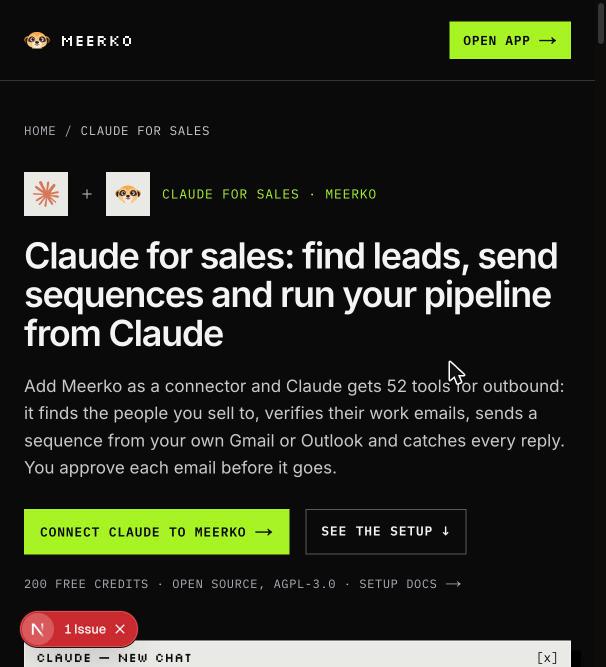 MEERKO
OPEN APP →
HOME / CLAUDE FOR SALES
+
CLAUDE FOR SALES · MEERKO
Claude for sales: find leads, send
sequences and run your pipeline
from Claude
Add Meerko as a connector and Claude gets 52 tools for outbound:
it finds the people you sell to, verifies their work emails, sends a
sequence from your own Gmail or Outlook and catches every reply.
You approve each email before it goes.
CONNECT CLAUDE TO MEERKO →
SEE THE SETUP ↓
200 FREE CREDITS · OPEN SOURCE, AGPL-3.0 · SETUP DOCS →
N 1 Issue ×
CLAUDE — NEW CHAT [x]